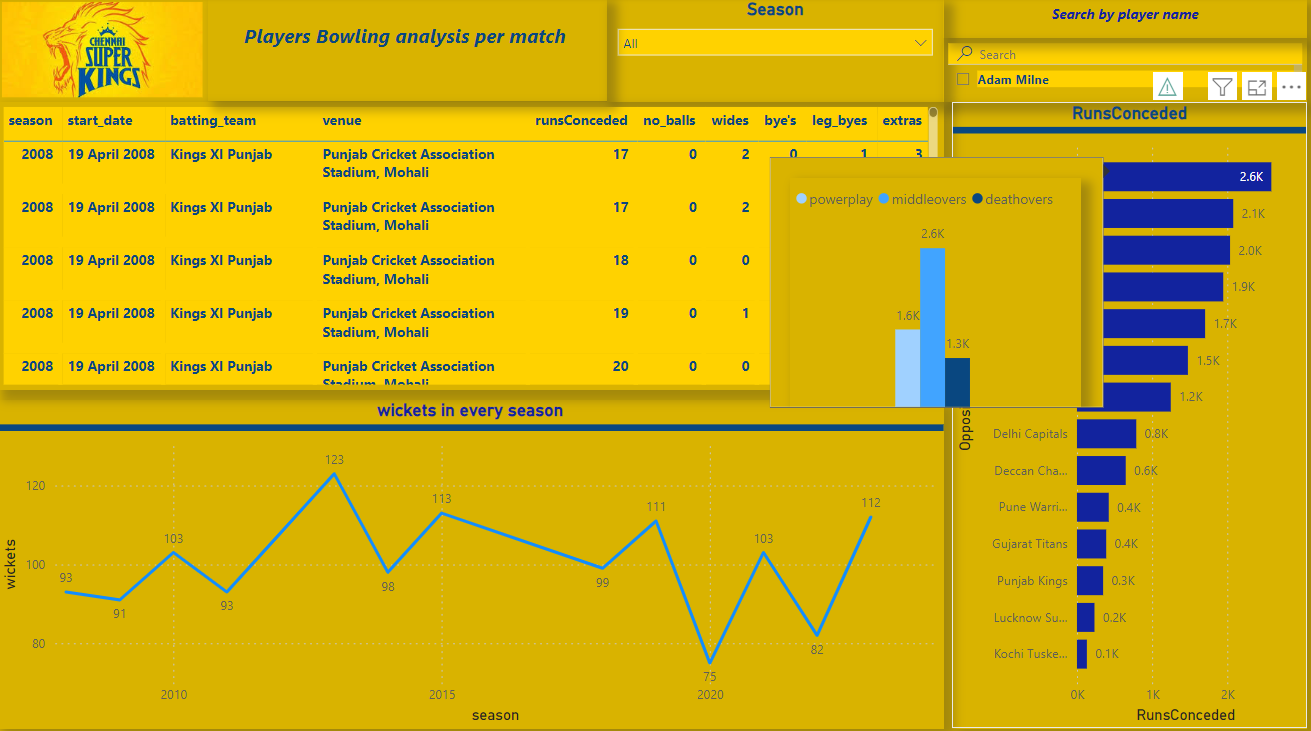 CHENNAI
SUPER
KINGS
Players Bowling analysis per match
Season
All
Search by player name
Search
Adam Milne
season start_date batting_team venue runsConceded no_balls wides bye's leg_byes extras
2008 19 April 2008 Kings XI Punjab Punjab Cricket Association 17 0 2 0 1 3
Stadium, Mohali
2008 19 April 2008 Kings XI Punjab Punjab Cricket Association 17 0 2
Stadium, Mohali
2008 19 April 2008 Kings XI Punjab Punjab Cricket Association 18 0 0
Stadium, Mohali
2008 19 April 2008 Kings XI Punjab Punjab Cricket Association 19 0 1
Stadium, Mohali
2008 19 April 2008 Kings XI Punjab Punjab Cricket Association 20 0 0
Stadium, Mohali
powerplay middleovers deathovers
2.6K
1.6K
1.3K
RunsConceded
2.6K
2.1K
2.0K
1.9K
1.7K
1.5K
1.2K
Delhi Capitals 0.8K
Deccan Cha... 0.6K
Pune Warri... 0.4K
Gujarat Titans 0.4K
Punjab Kings 0.3K
Lucknow Su... 0.2K
Kochi Tuske... 0.1K
0K 1K 2K
RunsConceded
Oppos
wickets in every season
wickets
120
100
80
93
91
103
93
123
98
113
99
111
75
103
82
112
2010 2015 2020
season